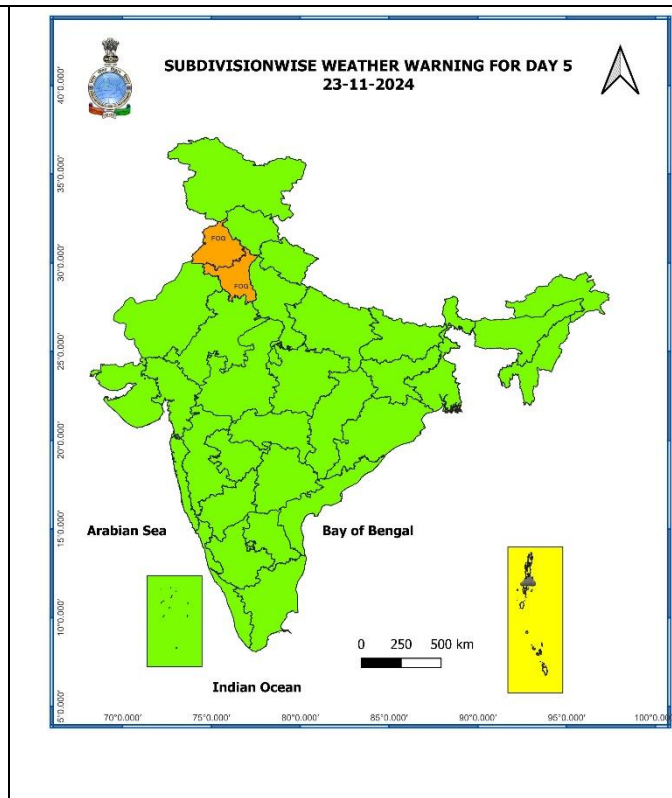 SUBDIVISIONWISE WEATHER WARNING FOR DAY 5
23-11-2024
40°0.000'
35°0.000'
30°0.000'
25°0.000'
20°0.000'
15°0.000'
10°0.000'
5°0.000'
FOG
FOG
Arabian Sea
Bay of Bengal
0 250 500 km
Indian Ocean
70°0.000' 75°0.000' 80°0.000' 85°0.000' 90°0.000' 95°0.000' 100°0.00